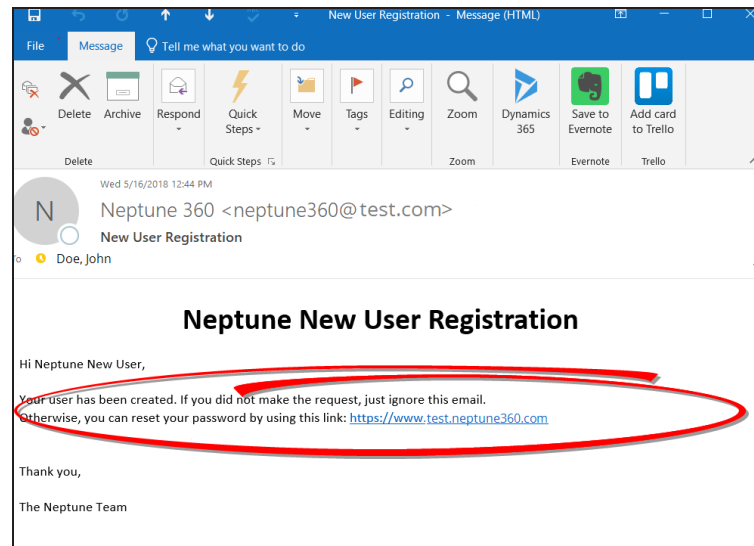 New User Registration - Message (HTML)
File Message Tell me what you want to do
Delete Archive Respond Quick Steps Move Tags Editing Zoom Dynamics 365 Save to Evernote Add card to Trello
Delete Quick Steps Zoom Evernote Trello
Wed 5/16/2018 12:44 PM
N
Neptune 360 <neptune360@test.com>
New User Registration
Doe, John
Neptune New User Registration
Hi Neptune New User,
Your user has been created. If you did not make the request, just ignore this email.
Otherwise, you can reset your password by using this link: https://www.test.neptune360.com
Thank you,
The Neptune Team